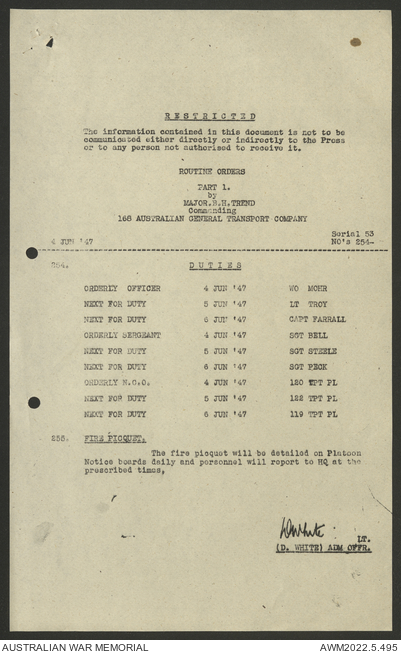 RESTRICTED
The information contained in this document is not to be
communicated either directly or indirectly to the Press
or to any person not authorised to receive it.
ROUTINE ORDERS
PART 1.
by
MAJOR.B.H.TREND
Commanding
168 AUSTRALIAN GENERAL TRANSPORT COMPANY
Serial 53
4 JUN '47 NO's 254-
254. DUTIES
ORDERLY OFFICER 4 JUN '47 WO MOHR
NEXT FOR DUTY 5 JUN '47 LT TROY
NEXT FOR DUTY 6 JUN '47 CAPT FARRALL
ORDERLY SERGEANT 4 JUN '47 SGT BELL
NEXT FOR DUTY 5 JUN '47 SGT STEELE
NEXT FOR DUTY 6 JUN '47 SGT PECK
ORDERLY N.C.O. 4 JUN '47 120 TPT PL
NEXT FOR DUTY 5 JUN '47 122 TPT PL
NEXT FOR DUTY 6 JUN '47 119 TPT PL
255. FIRE PICQUET.
The fire picquet will be detailed on Platoon
Notice boards daily and personnel will report to HQ at the
prescribed times.
DWhite LT.
(D. WHITE) ADM OFFR.
AUSTRALIAN WAR MEMORIAL AWM2022.5.495